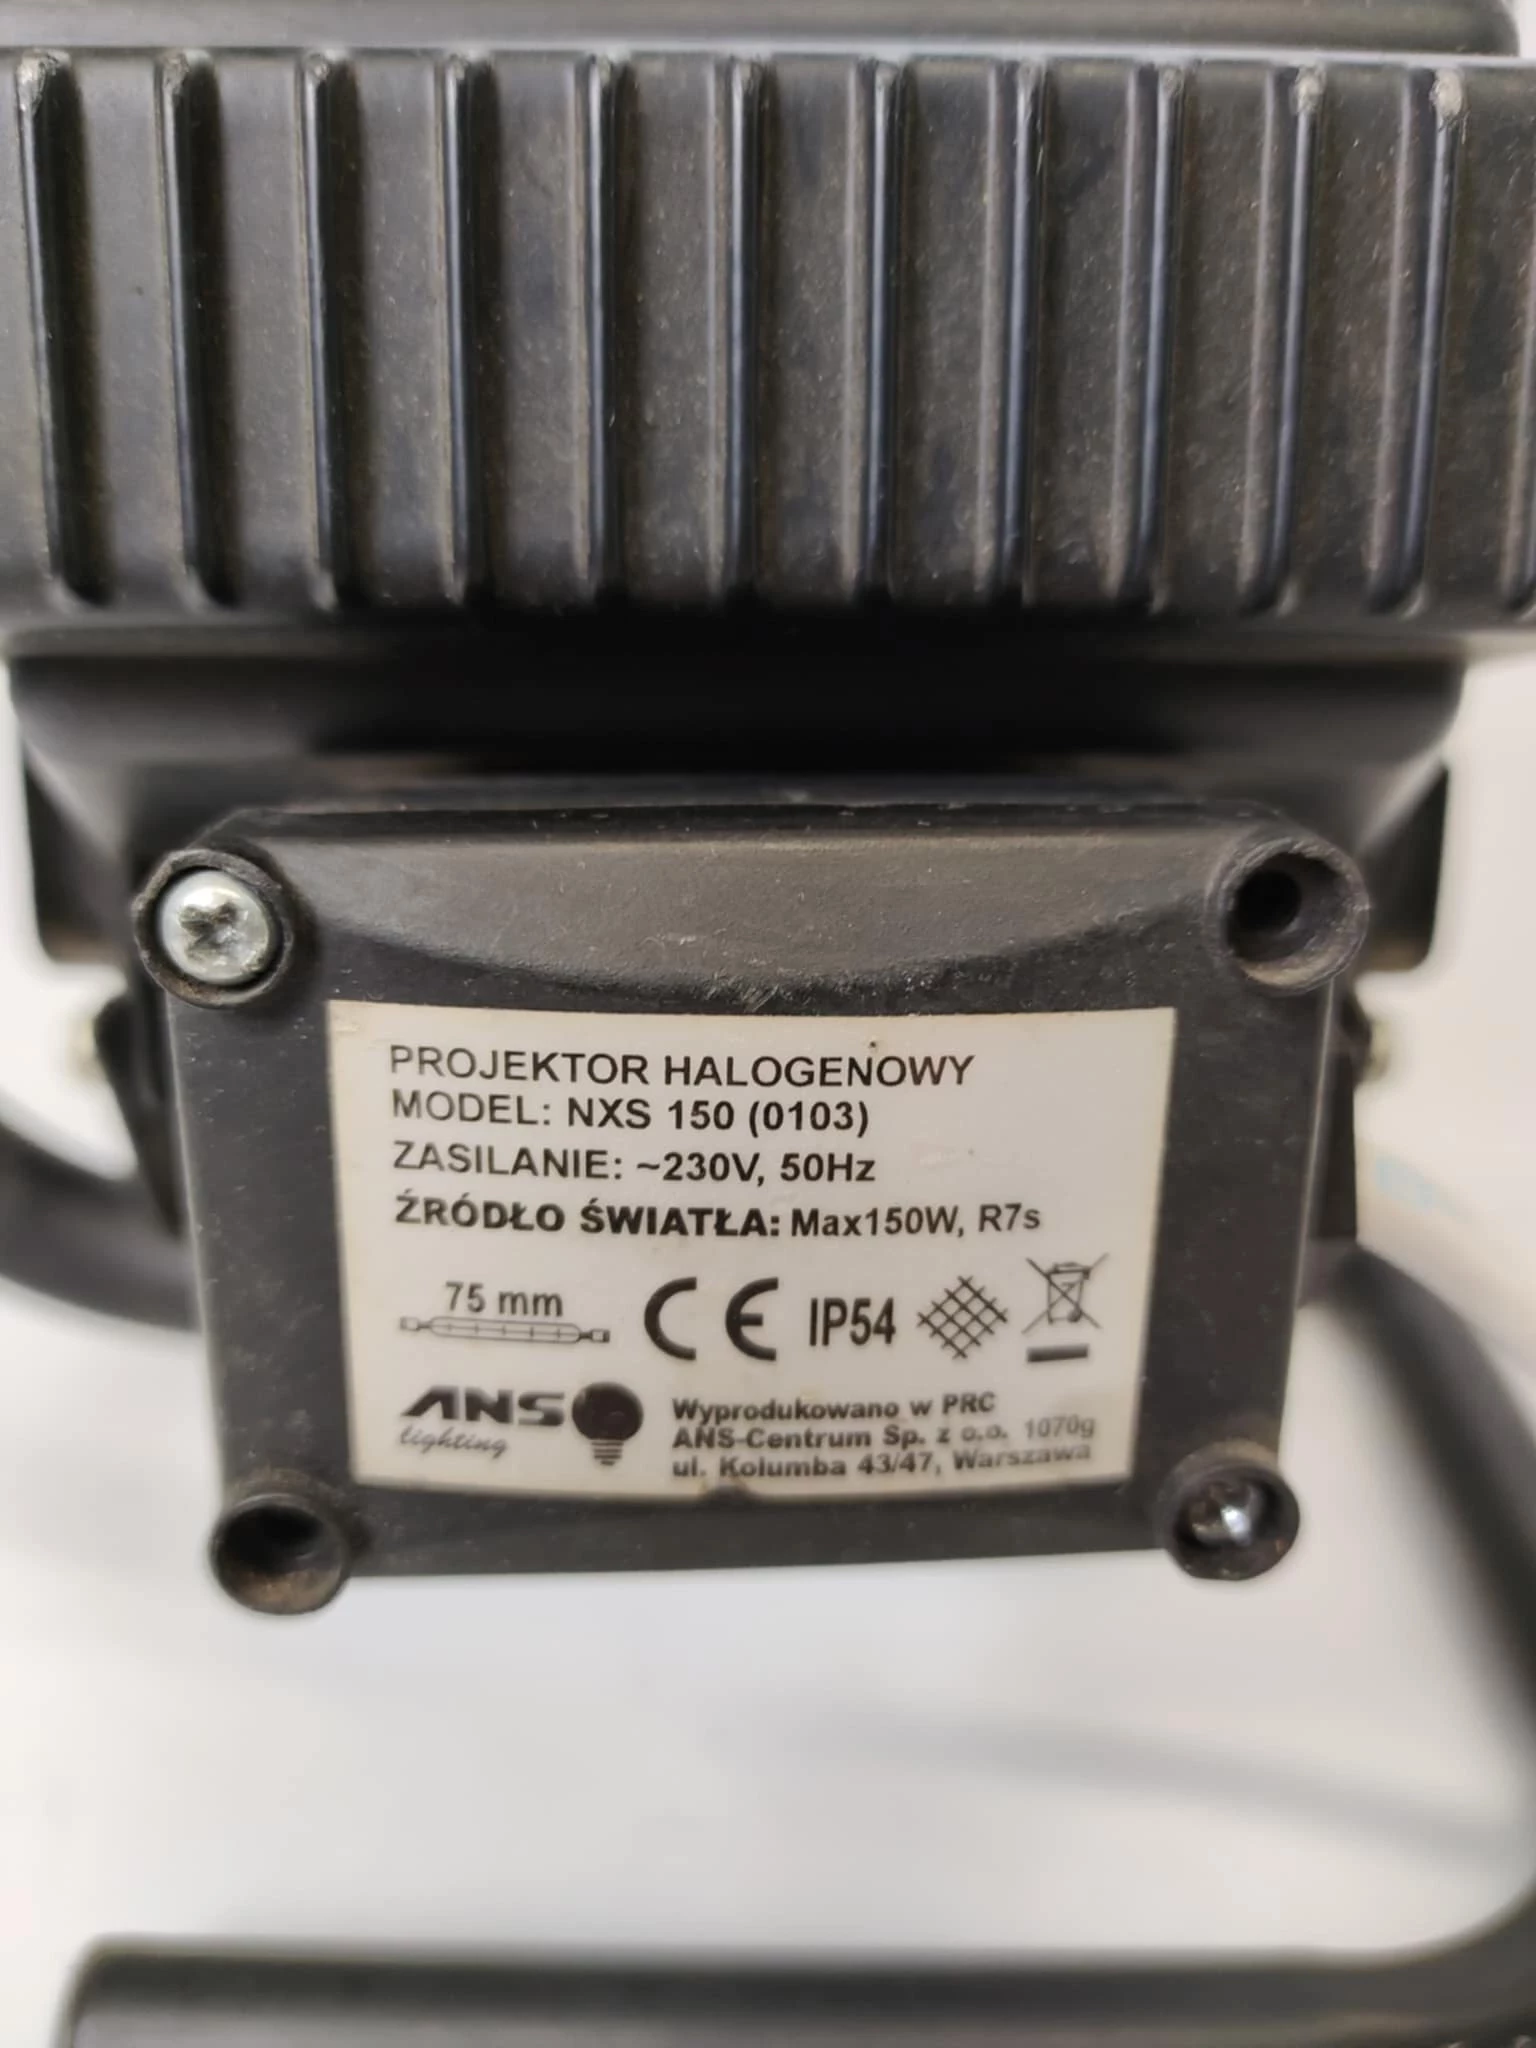 PROJEKTOR HALOGENOWY
MODEL: NXS 150 (0103)
ZASILANIE: ~230V, 50Hz
ŹRÓDŁO ŚWIATŁA: Max150W, R7s
75 mm
CE IP54
ANS
lighting
Wyprodukowano w PRC
ANS-Centrum Sp. z o.o. 1070g
ul. Kolumba 43/47, Warszawa